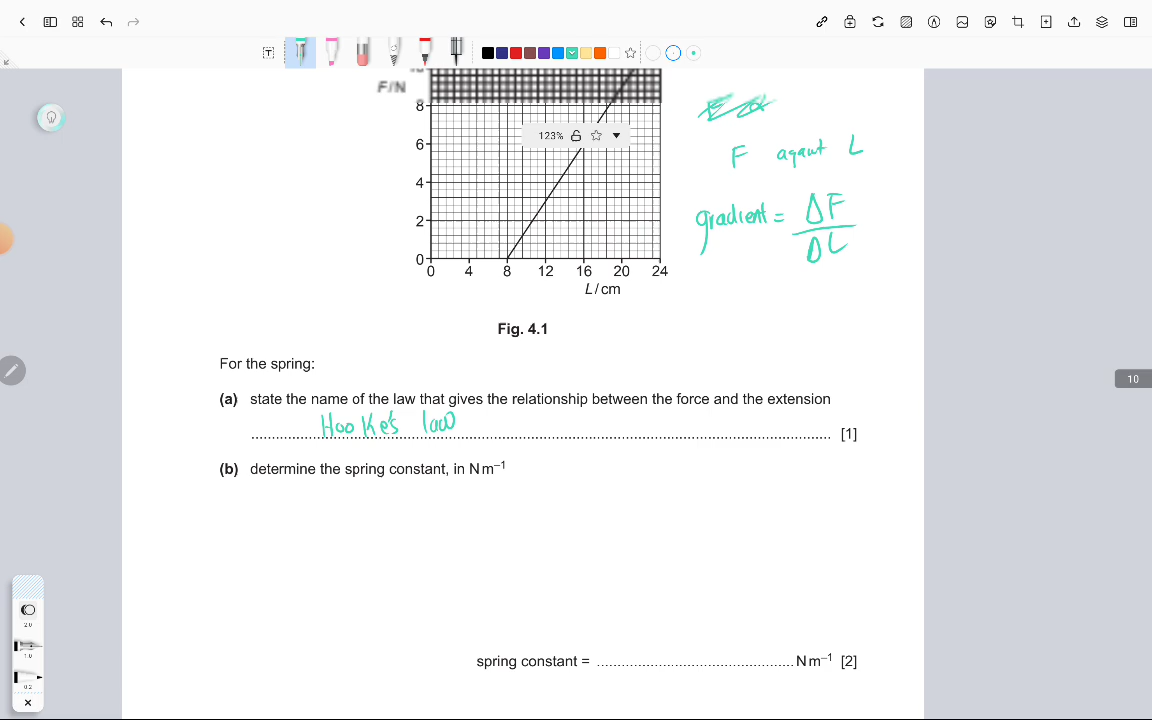 F/N
8
6
4
2
0
0 4 8 12 16 20 24
L/cm
123%
F agaut L
gradient = ΔF/ΔL
Fig. 4.1
For the spring:
(a) state the name of the law that gives the relationship between the force and the extension
Hooke's law
[1]
(b) determine the spring constant, in N m⁻¹
spring constant = ................................................ N m⁻¹ [2]
10
2.0
1.0
0.2